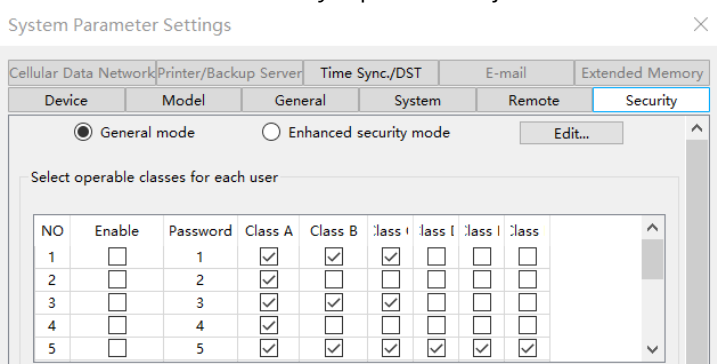 System Parameter Settings
Cellular Data Network Printer/Backup Server Time Sync./DST E-mail Extended Memory
Device Model General System Remote Security
General mode Enhanced security mode Edit...
Select operable classes for each user
NO Enable Password Class A Class B
1 1
2 2
3 3
4 4
5 5